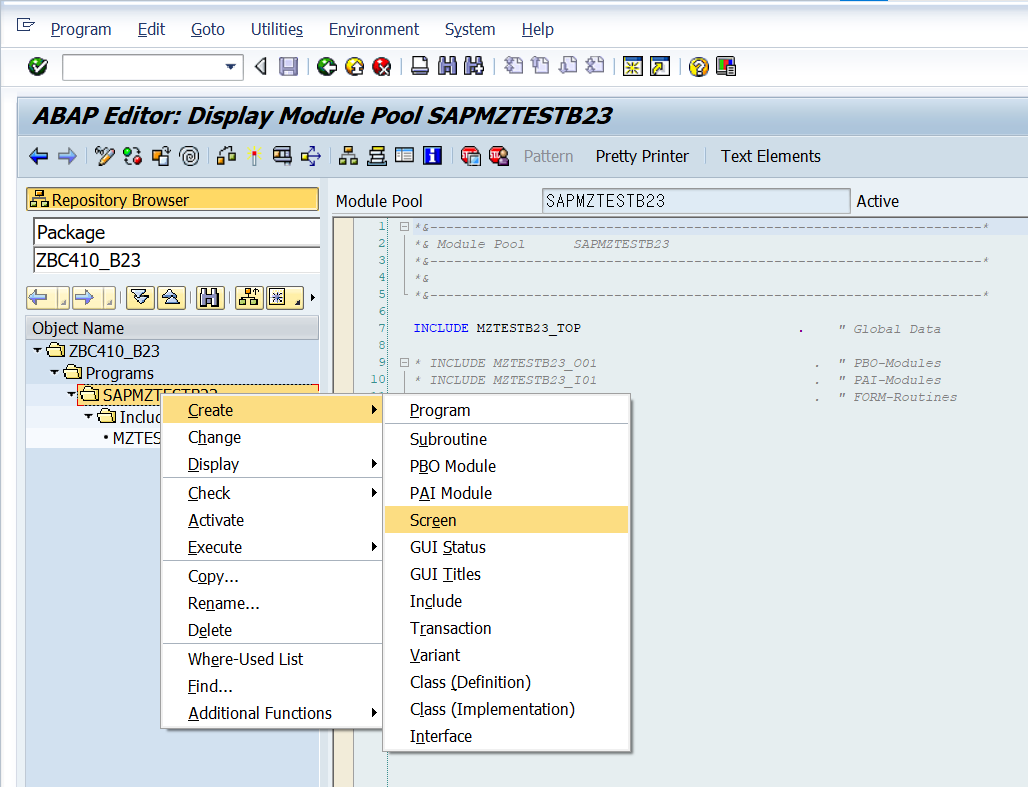 Program Edit Goto Utilities Environment System Help
ABAP Editor: Display Module Pool SAPMZTESTB23
Pattern Pretty Printer Text Elements
Repository Browser
Package
ZBC410_B23
Object Name
ZBC410_B23
Programs
SAPMZTESTB23
Includ
MZTES
Create
Change
Display
Check
Activate
Execute
Copy...
Rename...
Delete
Where-Used List
Find...
Additional Functions
Program
Subroutine
PBO Module
PAI Module
Screen
GUI Status
GUI Titles
Include
Transaction
Variant
Class (Definition)
Class (Implementation)
Interface
Module Pool SAPMZTESTB23 Active
1 *&---------------------------------------------------------------------*
2 *& Module Pool SAPMZTESTB23
3 *&---------------------------------------------------------------------*
4 *&
5 *&---------------------------------------------------------------------*
6
7 INCLUDE MZTESTB23_TOP . " Global Data
8
9 * INCLUDE MZTESTB23_O01 . " PBO-Modules
10 * INCLUDE MZTESTB23_I01 . " PAI-Modules
. " FORM-Routines